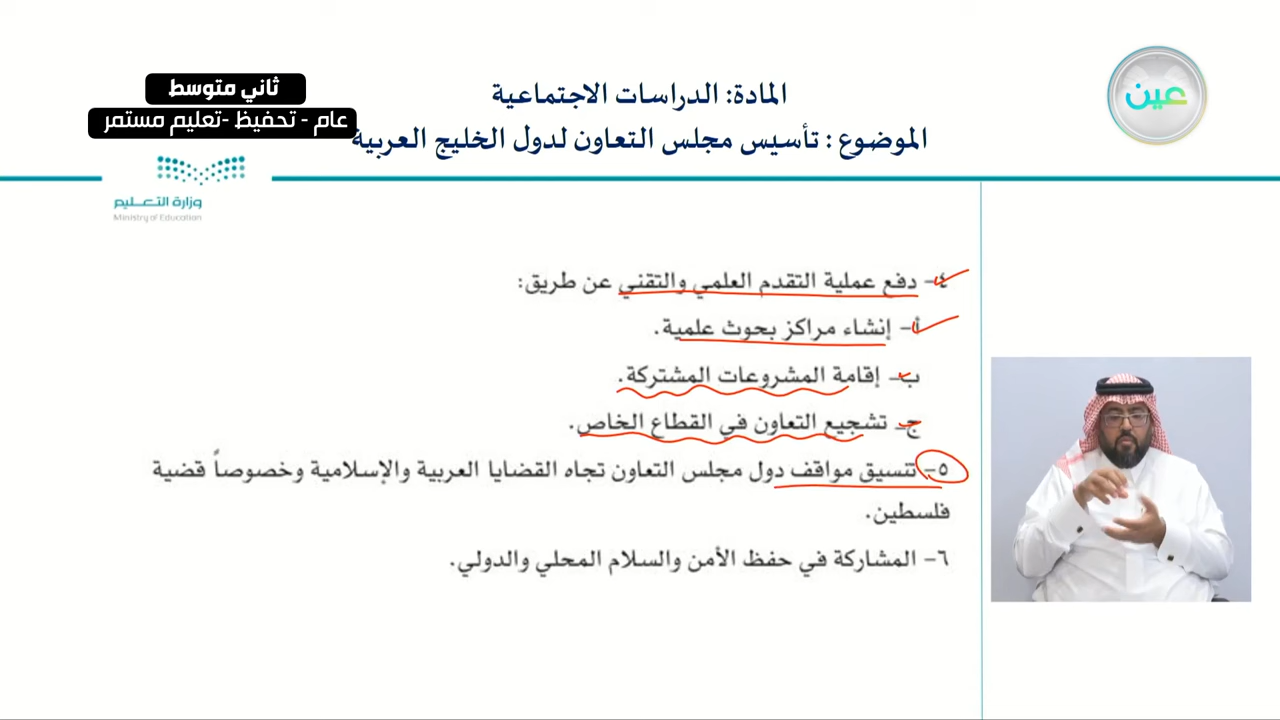 عين
المادة: الدراسات الاجتماعية
الموضوع : تأسيس مجلس التعاون لدول الخليج العربية
ثاني متوسط
عام - تحفيظ -تعليم مستمر
وزارة التعليم
Ministry of Education
٤- دفع عملية التقدم العلمي والتقني عن طريق:
أ- إنشاء مراكز بحوث علمية.
ب- إقامة المشروعات المشتركة.
ج- تشجيع التعاون في القطاع الخاص.
٥- تنسيق مواقف دول مجلس التعاون تجاه القضايا العربية والإسلامية وخصوصاً قضية
فلسطين.
٦- المشاركة في حفظ الأمن والسلام المحلي والدولي.